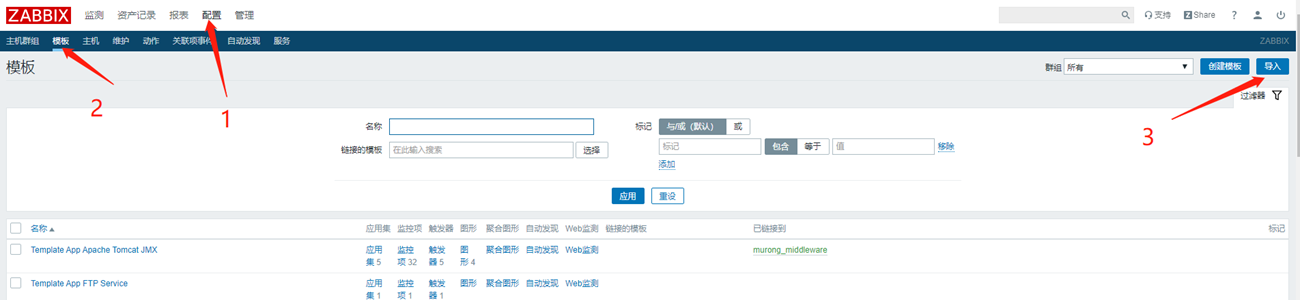 ZABBIX 监测 资产记录 报表 配置 管理 支持 Share ?
主机群组 模板 主机 维护 动作 关联项事件 自动发现 服务 ZABBIX
模板 群组 所有 创建模板 导入
过滤器
1
2
3
名称 标记 与/或（默认） 或
链接的模板 在此输入搜索 选择 标记 包含 等于 值 移除
添加
应用 重设
名称 应用集 监控项 触发器 图形 聚合图形 自动发现 Web监测 链接的模板 已链接到 标记
Template App Apache Tomcat JMX 应用 监控 触发 图 聚合图形 自动发现 Web监测 murong_middleware
集 5 项 32 器 5 形 4
Template App FTP Service 应用 监控 触发 图形 聚合图形 自动发现 Web监测
集 1 项 1 器 1